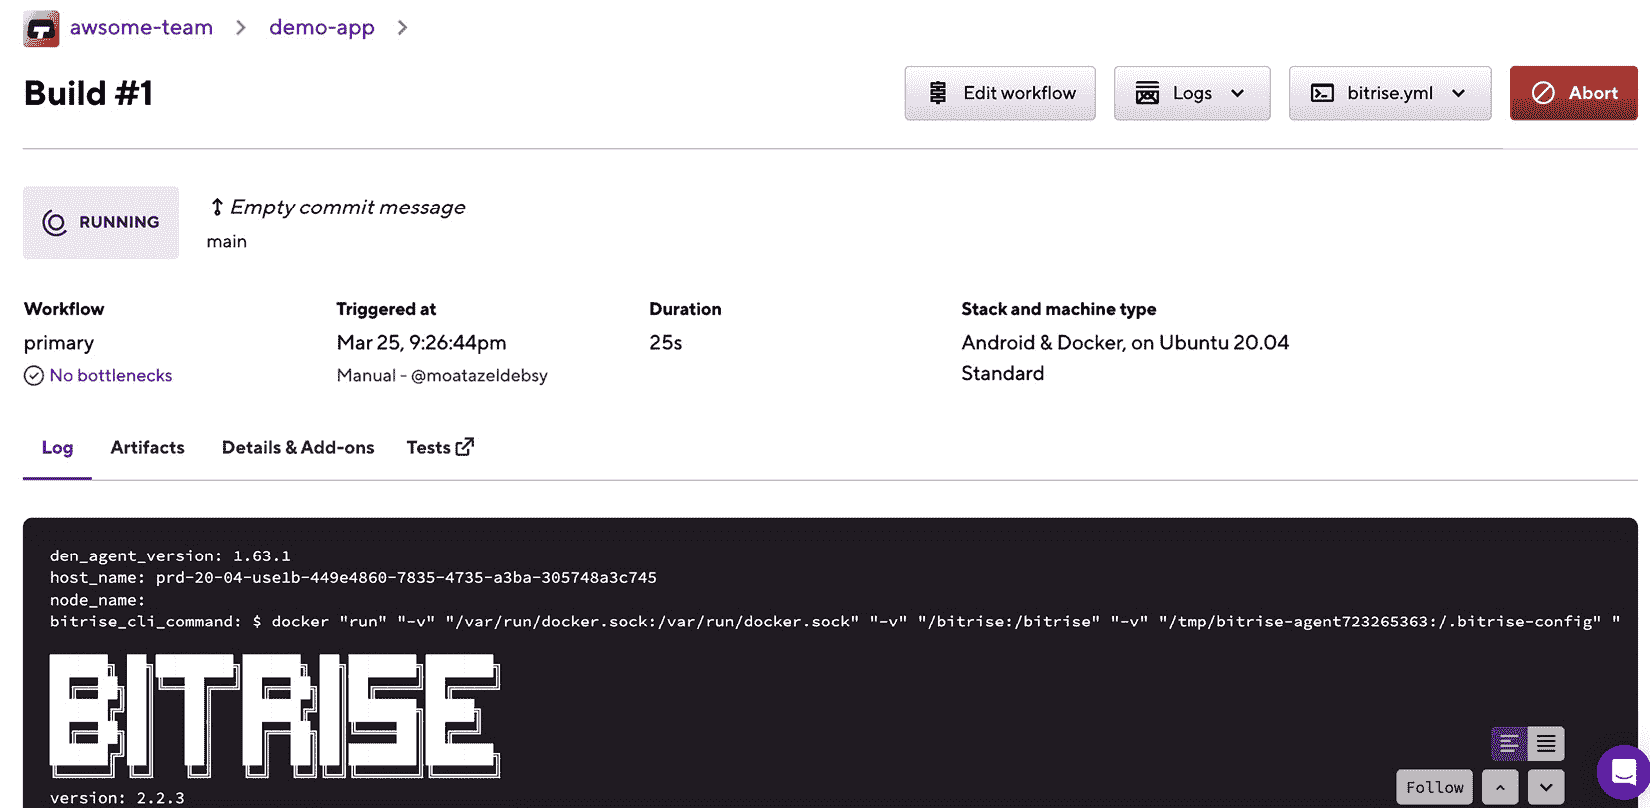 awsome-team > demo-app >
Build #1
Edit workflow
Logs
bitrise.yml
Abort
RUNNING
Empty commit message
main
Workflow
Triggered at
Duration
Stack and machine type
primary
Mar 25, 9:26:44pm
25s
Android & Docker, on Ubuntu 20.04
No bottlenecks
Manual - @moatazeldebsy
Standard
Log
Artifacts
Details & Add-ons
Tests
den_agent_version: 1.63.1
host_name: prd-20-04-use1b-449e4860-7835-4735-a3ba-305748a3c745
node_name:
bitrise_cli_command: $ docker "run" "-v" "/var/run/docker.sock:/var/run/docker.sock" "-v" "/bitrise:/bitrise" "-v" "/tmp/bitrise-agent723265363:/.bitrise-config" "
BITRISE
Follow
version: 2.2.3